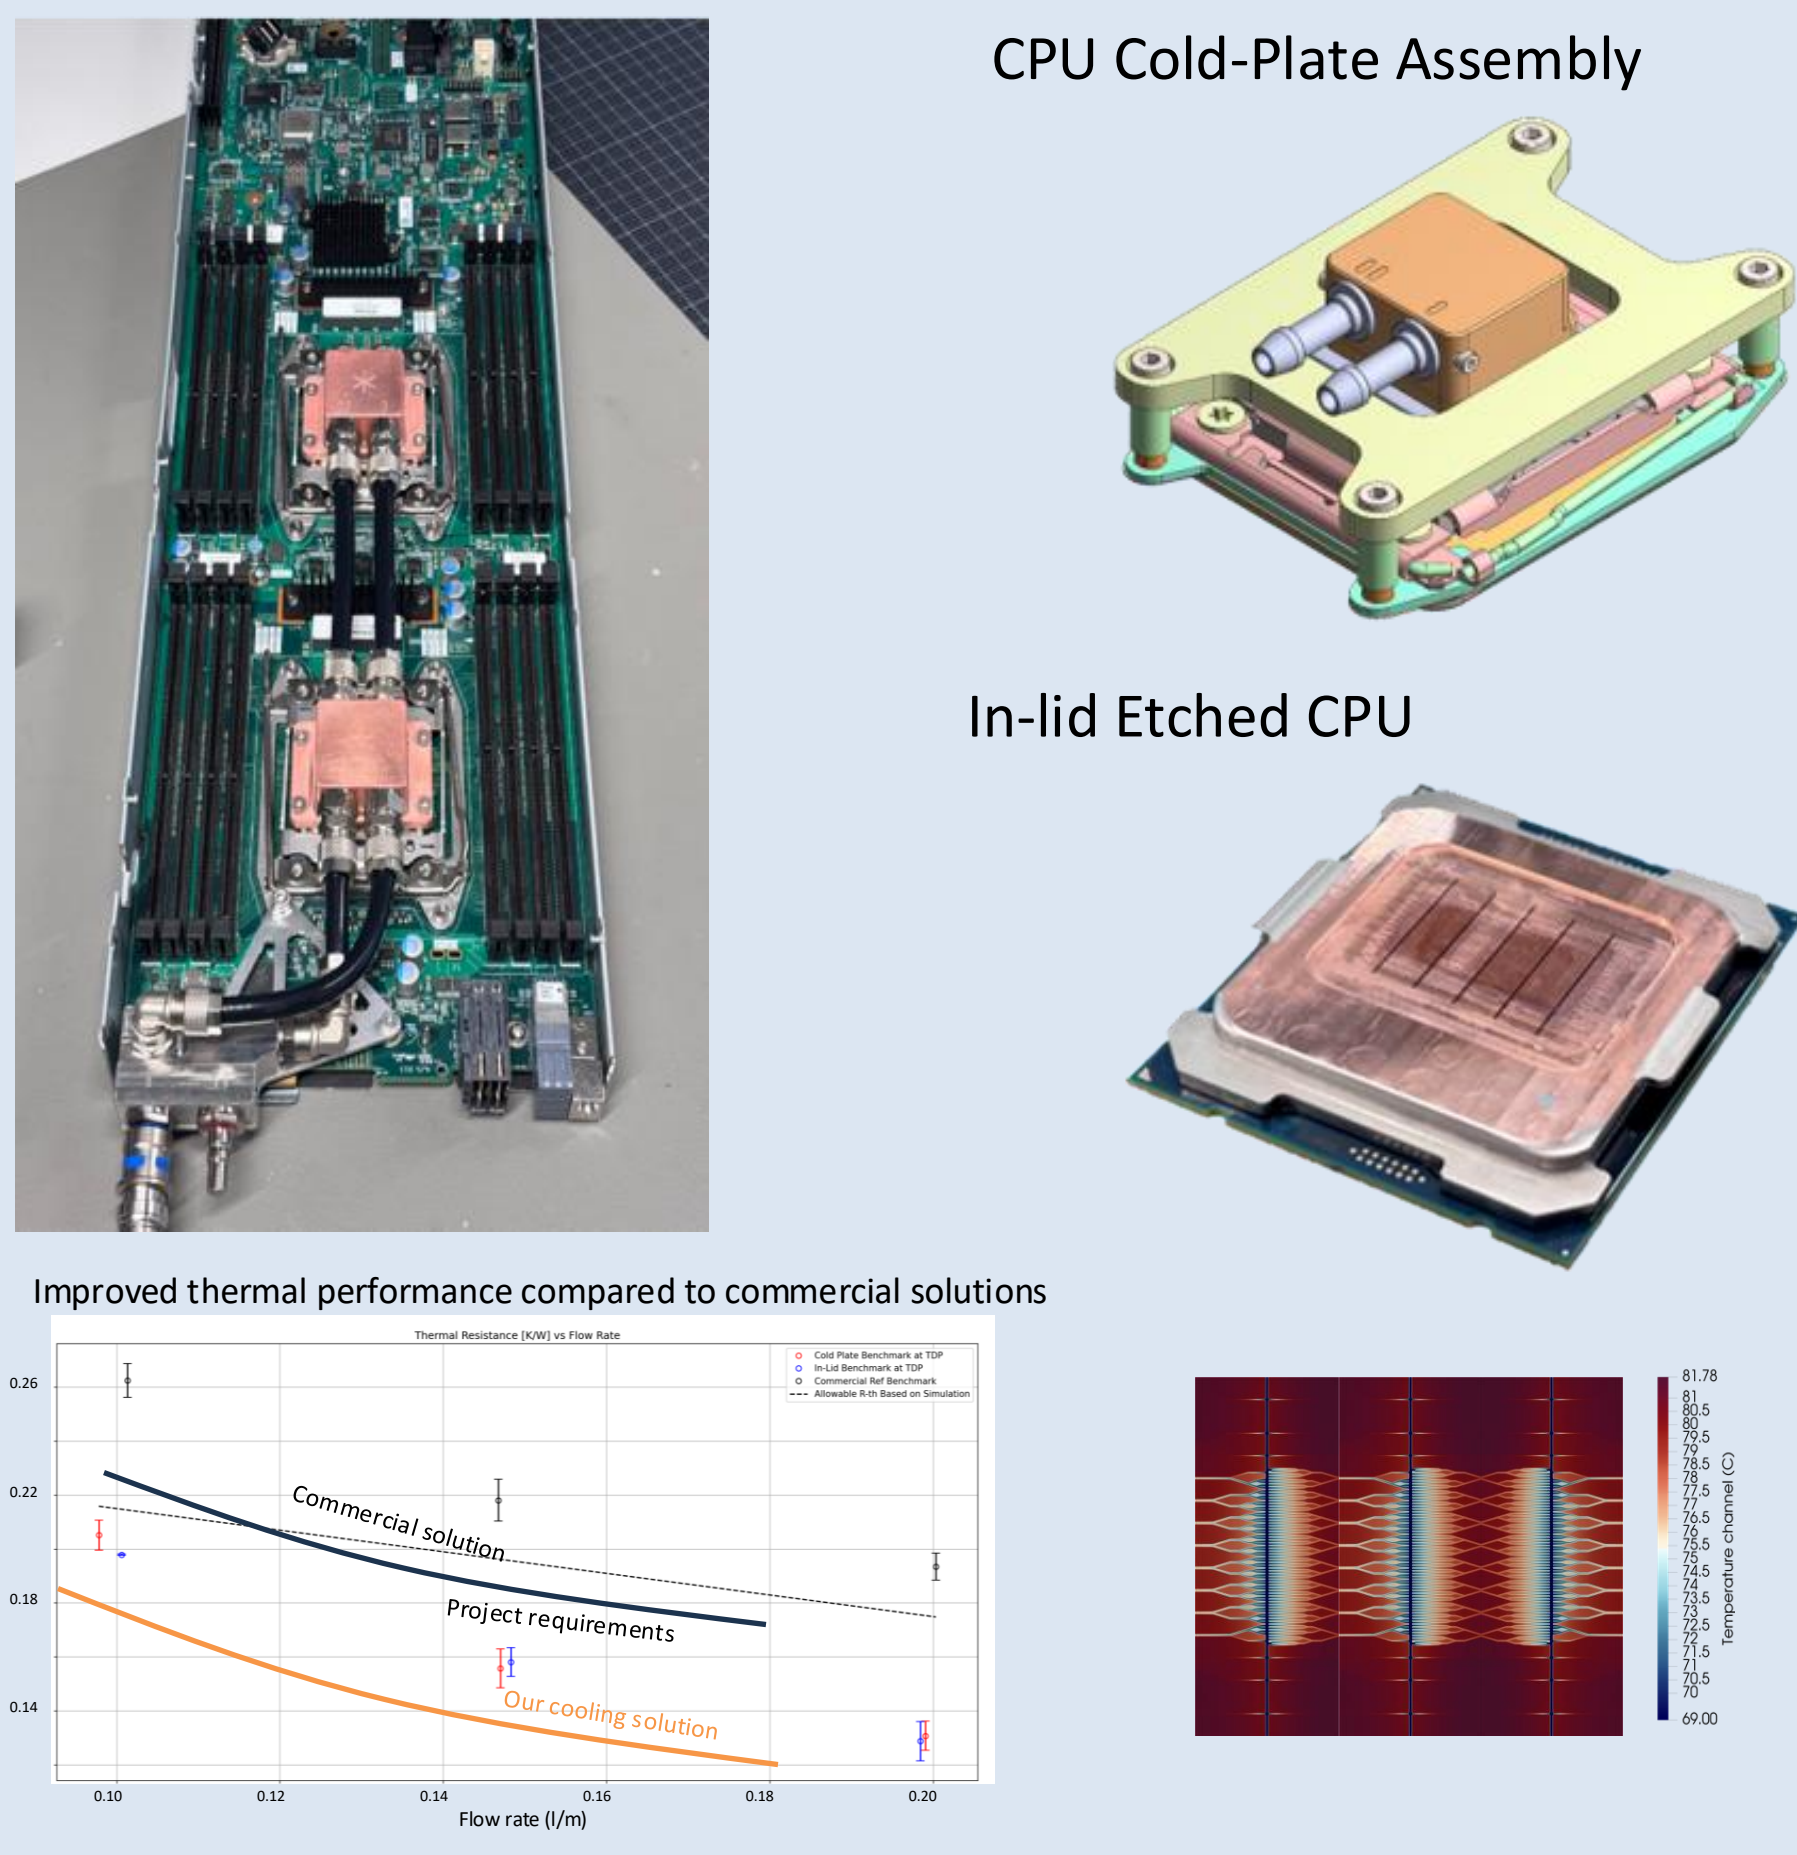 CPU Cold-Plate Assembly
In-lid Etched CPU
Improved thermal performance compared to commercial solutions
Thermal Resistance [K/W] vs Flow Rate
Cold Plate Benchmark at TDP
In-Lid Benchmark at TDP
Commercial Ref Benchmark
Allowable R-th Based on Simulation
0.26
0.22
0.18
0.14
Commercial solution
Project requirements
Our cooling solution
0.10
0.12
0.14
0.16
0.18
0.20
Flow rate (l/m)
81.78
81
80.5
80
79.5
79
78.5
78
77.5
77
76.5
76
75.5
75
74.5
74
73.5
73
72.5
72
71.5
71
70.5
70
69.00
Temperature channel (C)